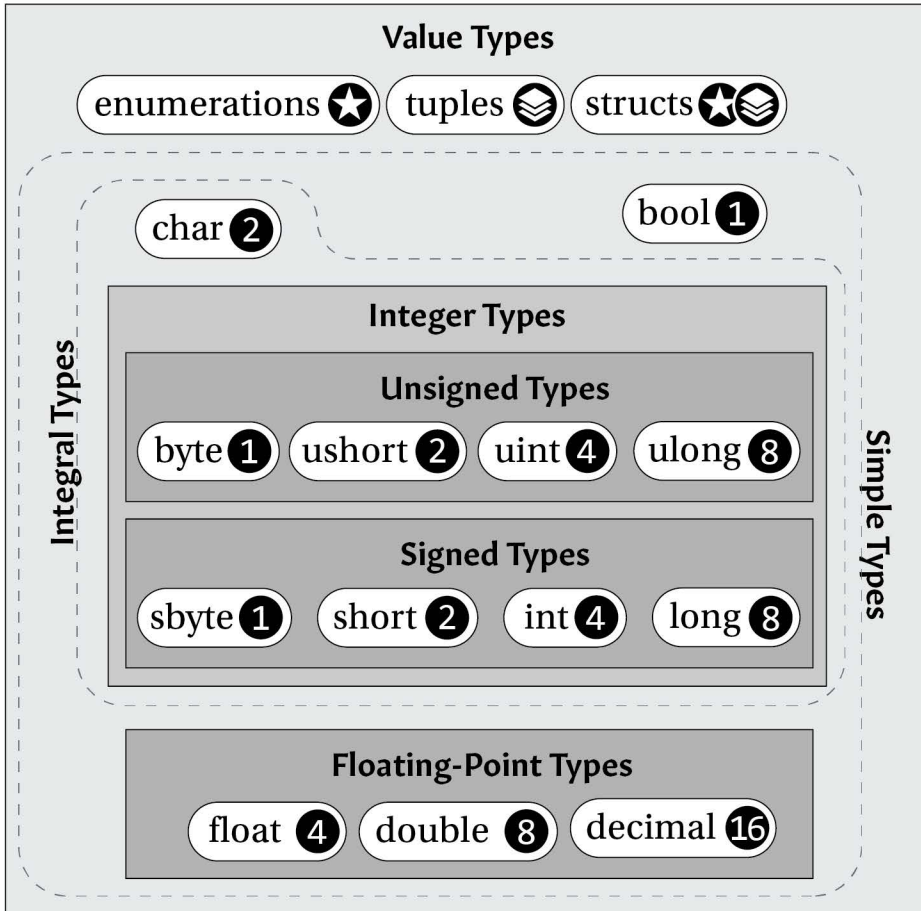 Value Types
enumerations tuples structs
char 2 bool 1
Integer Types
Unsigned Types
byte 1 ushort 2 uint 4 ulong 8
Signed Types
sbyte 1 short 2 int 4 long 8
Integral Types
Simple Types
Floating-Point Types
float 4 double 8 decimal 16